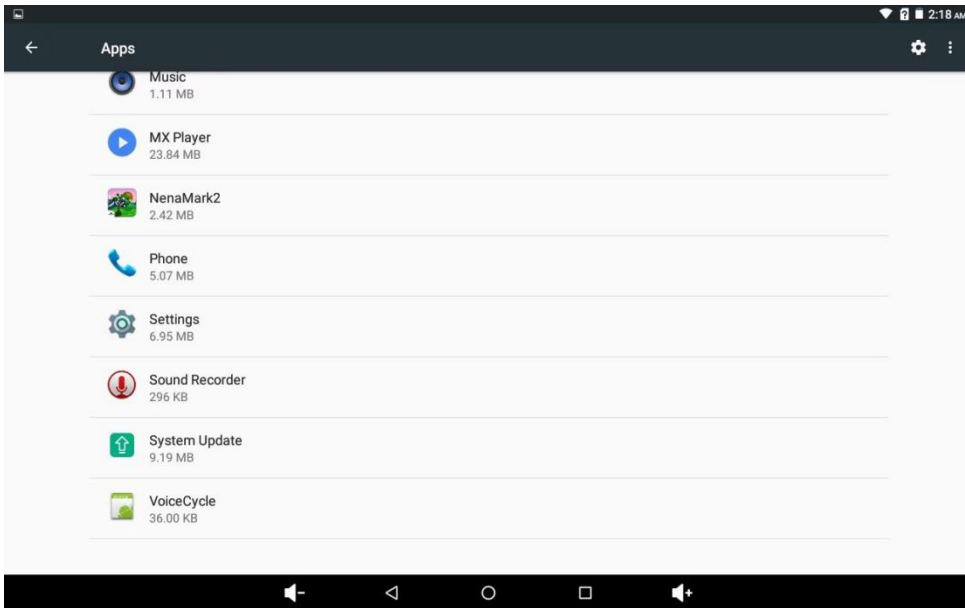 2:18 AM
Apps
Music
1.11 MB
MX Player
23.84 MB
NenaMark2
2.42 MB
Phone
5.07 MB
Settings
6.95 MB
Sound Recorder
296 KB
System Update
9.19 MB
VoiceCycle
36.00 KB